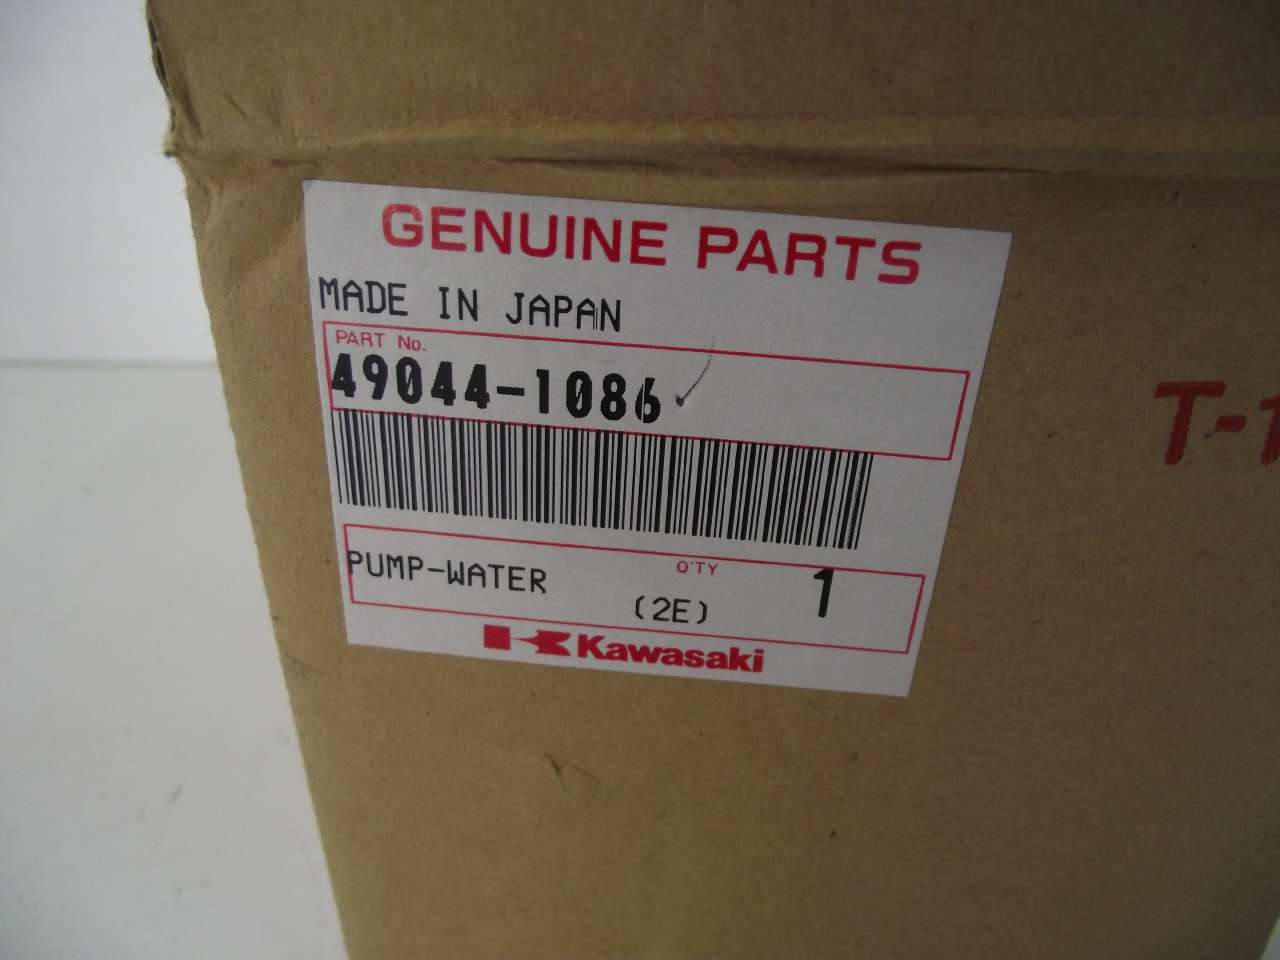 GENUINE PARTS
MADE IN JAPAN
PART No.
49044-1086
PUMP-WATER
Q'TY
1
(2E)
Kawasaki